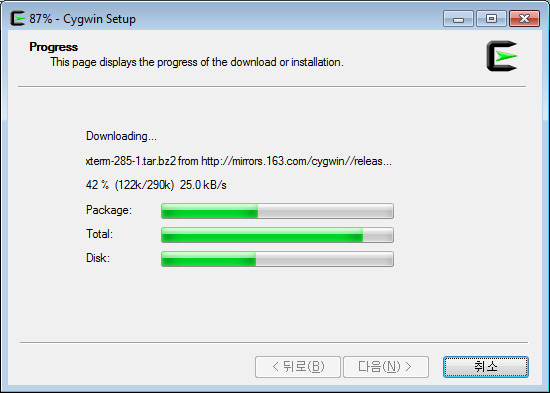 87% - Cygwin Setup
Progress
This page displays the progress of the download or installation.
Downloading...
xterm-285-1.tar.bz2 from http://mirrors.163.com/cygwin//releas...
42 % (122k/290k) 25.0 kB/s
Package:
Total:
Disk:
< 뒤로(B) 다음(N) > 취소